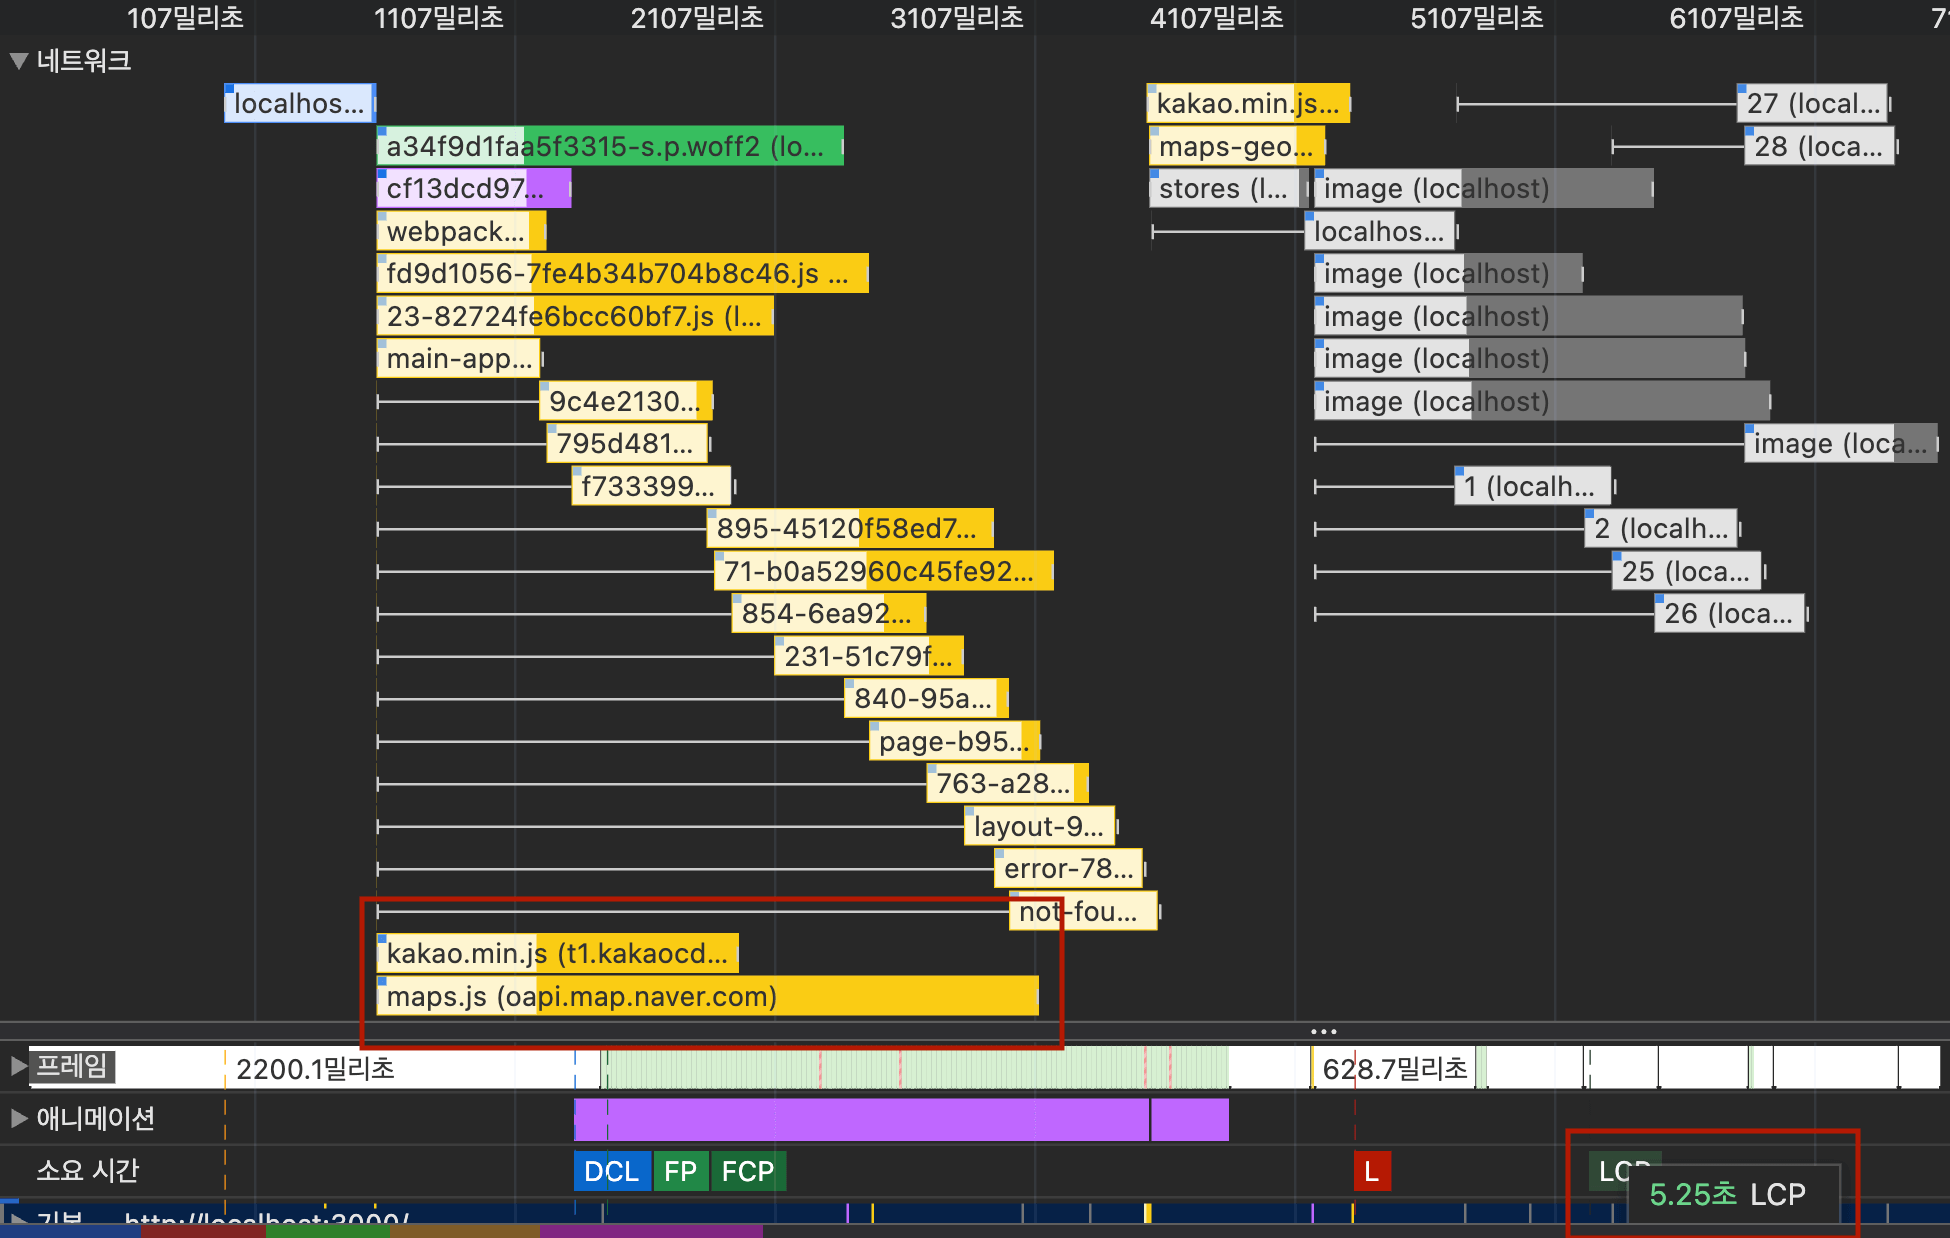 107밀리초 1107밀리초 2107밀리초 3107밀리초 4107밀리초 5107밀리초 6107밀리초
네트워크
localhos... kakao.min.js... 27 (local...
a34f9d1faa5f3315-s.p.woff2 (lo... maps-geo... 28 (loca...
cf13dcd97... stores (l... image (localhost)
webpack... localhos...
fd9d1056-7fe4b34b704b8c46.js ... image (localhost)
23-82724fe6bcc60bf7.js (l... image (localhost)
main-app... image (localhost)
9c4e2130... image (localhost)
795d481... image (loca...
f733399... 1 (localh...
895-45120f58ed7... 2 (localh...
71-b0a52960c45fe92... 25 (loca...
854-6ea92... 26 (loca...
231-51c79f...
840-95a...
page-b95...
763-a28...
layout-9...
error-78...
not-fou...
kakao.min.js (t1.kakaocd...
maps.js (oapi.map.naver.com)
...
프레임 2200.1밀리초 628.7밀리초
애니메이션
소요 시간 DCL FP FCP L LCP
5.25초 LCP
기본 http://localhost:3000/